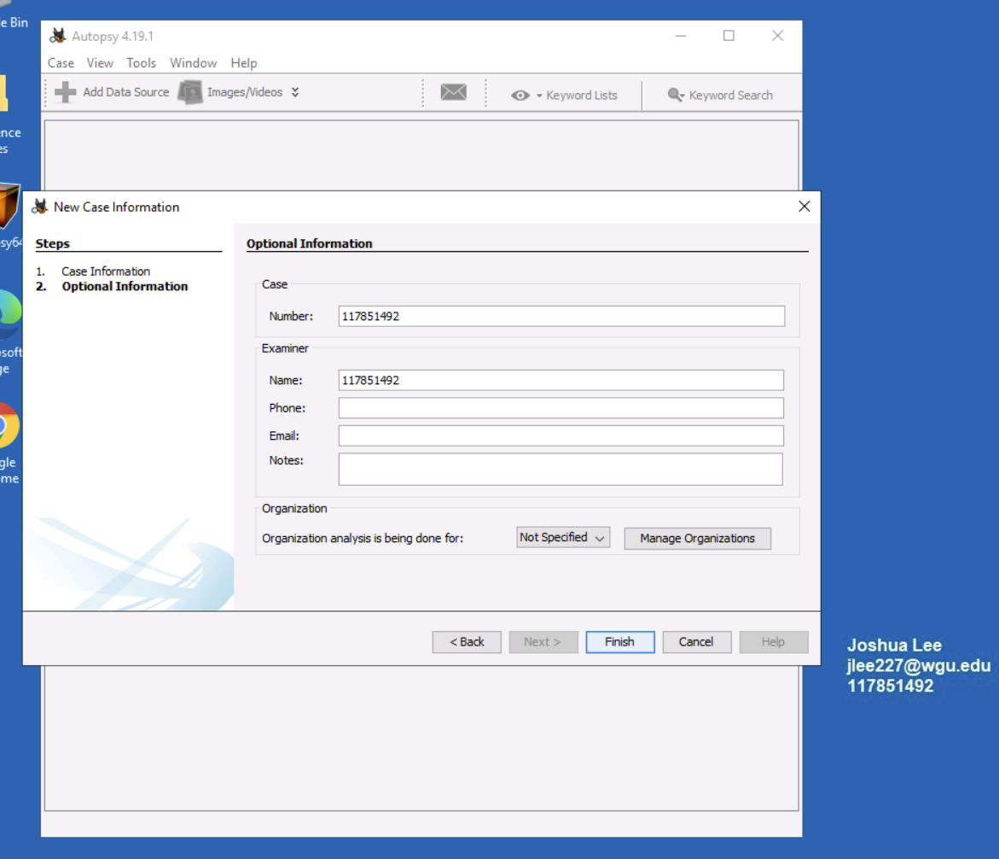 le Bin
Autopsy 4.19.1
Case View Tools Window Help
Add Data Source Images/Videos Keyword Lists Keyword Search
ence
es
New Case Information
Steps
1. Case Information
2. Optional Information
Optional Information
Case
Number: 117851492
Examiner
Name: 117851492
Phone:
Email:
Notes:
Organization
Organization analysis is being done for: Not Specified Manage Organizations
< Back Next > Finish Cancel Help
sy64
osoft
ge
gle
ome
Joshua Lee
jlee227@wgu.edu
117851492